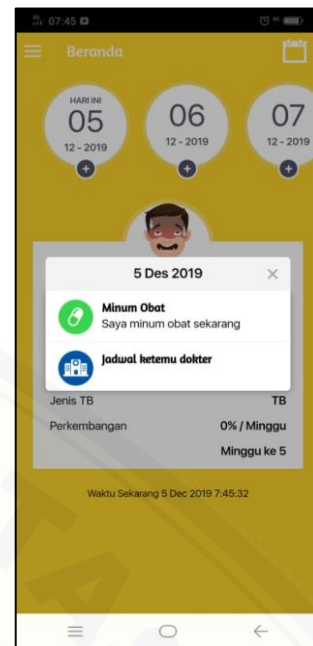 07:45
Beranda
HARI INI
05
12 - 2019
06
12 - 2019
07
12 - 2019
5 Des 2019
Minum Obat
Saya minum obat sekarang
Jadwal ketemu dokter
Jenis TB
TB
Perkembangan
0% / Minggu
Minggu ke 5
Waktu Sekarang 5 Dec 2019 7:45:32